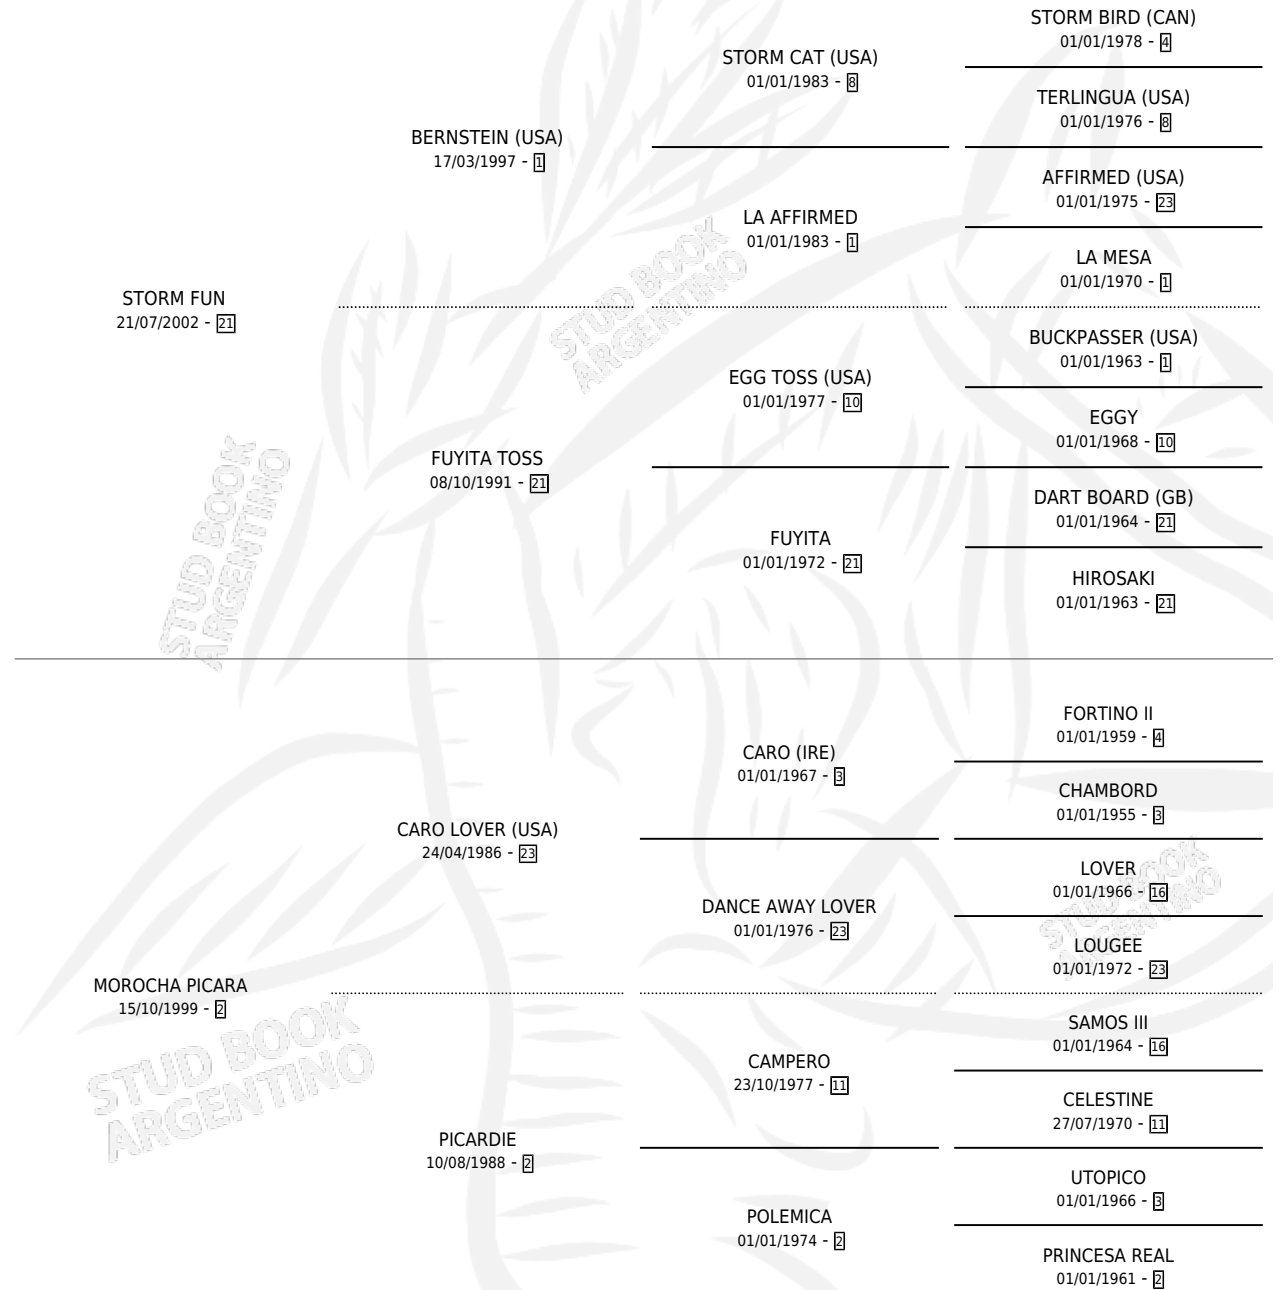 STORM BIRD (CAN)
01/01/1978 - 4
STORM CAT (USA)
01/01/1983 - 8
TERLINGUA (USA)
01/01/1976 - 8
BERNSTEIN (USA)
17/03/1997 - 1
AFFIRMED (USA)
01/01/1975 - 23
LA AFFIRMED
01/01/1983 - 1
LA MESA
01/01/1970 - 1
STORM FUN
21/07/2002 - 21
BUCKPASSER (USA)
01/01/1963 - 1
EGG TOSS (USA)
01/01/1977 - 10
EGGY
01/01/1968 - 10
FUYITA TOSS
08/10/1991 - 21
DART BOARD (GB)
01/01/1964 - 21
FUYITA
01/01/1972 - 21
HIROSAKI
01/01/1963 - 21
STUD BOOK
ARGENTINO
STUD BOOK
ARGENTINO
FORTINO II
01/01/1959 - 4
CARO (IRE)
01/01/1967 - 3
CHAMBORD
01/01/1955 - 3
CARO LOVER (USA)
24/04/1986 - 23
LOVER
01/01/1966 - 16
DANCE AWAY LOVER
01/01/1976 - 23
LOUGEE
01/01/1972 - 23
STUD BOOK
ARGENTINO
MOROCHA PICARA
15/10/1999 - 2
SAMOS III
01/01/1964 - 16
CAMPERO
23/10/1977 - 11
CELESTINE
27/07/1970 - 11
PICARDIE
10/08/1988 - 2
UTOPICO
01/01/1966 - 3
POLEMICA
01/01/1974 - 2
PRINCESA REAL
01/01/1961 - 2
STUD BOOK
ARGENTINO